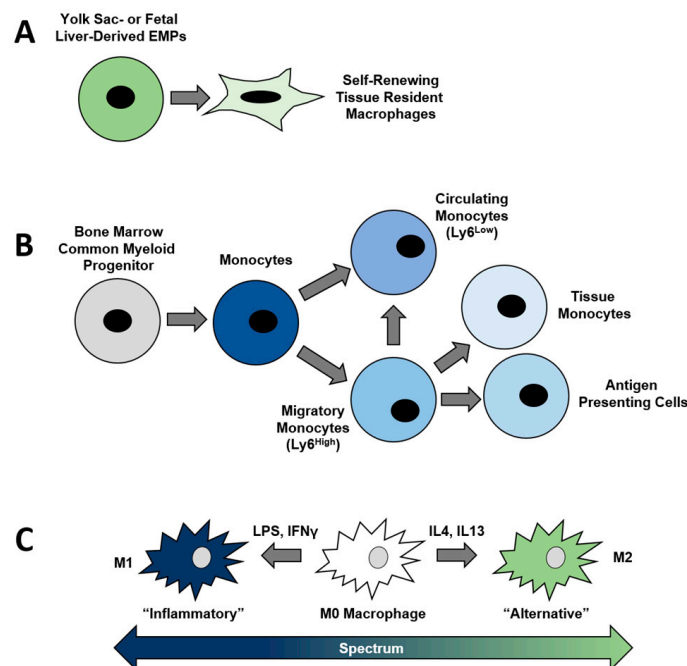 A
Yolk Sac- or Fetal
Liver-Derived EMPs
Self-Renewing
Tissue Resident
Macrophages
B
Bone Marrow
Common Myeloid
Progenitor
Monocytes
Circulating
Monocytes
(Ly6Low)
Migratory
Monocytes
(Ly6High)
Tissue
Monocytes
Antigen
Presenting Cells
C
M1
LPS, IFNγ
IL4, IL13
M2
“Inflammatory”
M0 Macrophage
“Alternative”
Spectrum